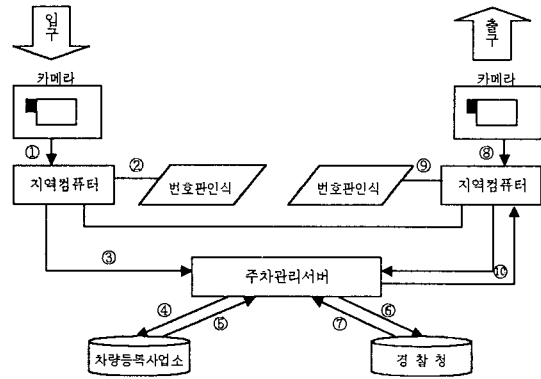 입구
출구
카메라
카메라
①
②
⑨
⑧
지역컴퓨터
번호판인식
번호판인식
지역컴퓨터
③
주차관리서버
⑩
④
⑤
⑦
⑥
차량등록사업소
경찰청